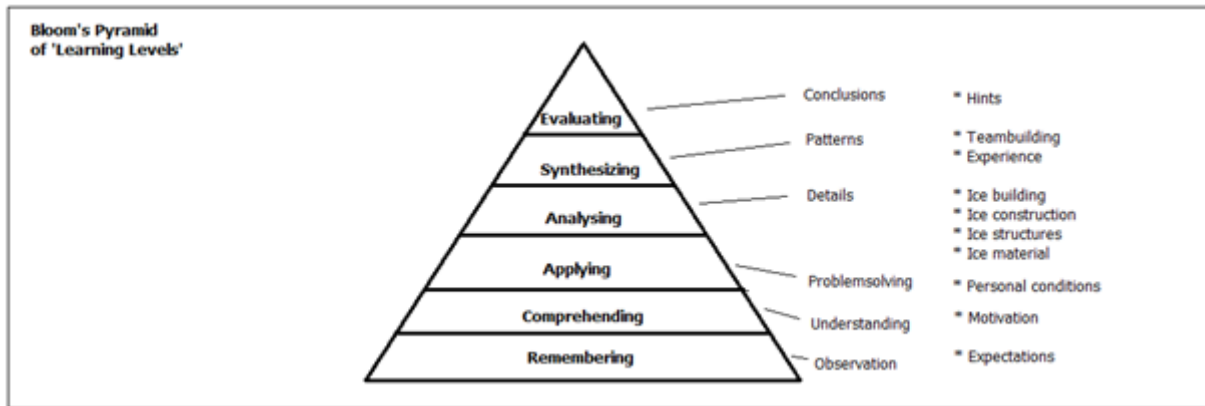 Bloom's Pyramid
of 'Learning Levels'
Evaluating
Conclusions
* Hints
Synthesizing
Patterns
* Teambuilding
* Experience
Analysing
Details
* Ice building
* Ice construction
* Ice structures
* Ice material
Applying
Problemsolving
* Personal conditions
Comprehending
Understanding
* Motivation
Remembering
Observation
* Expectations